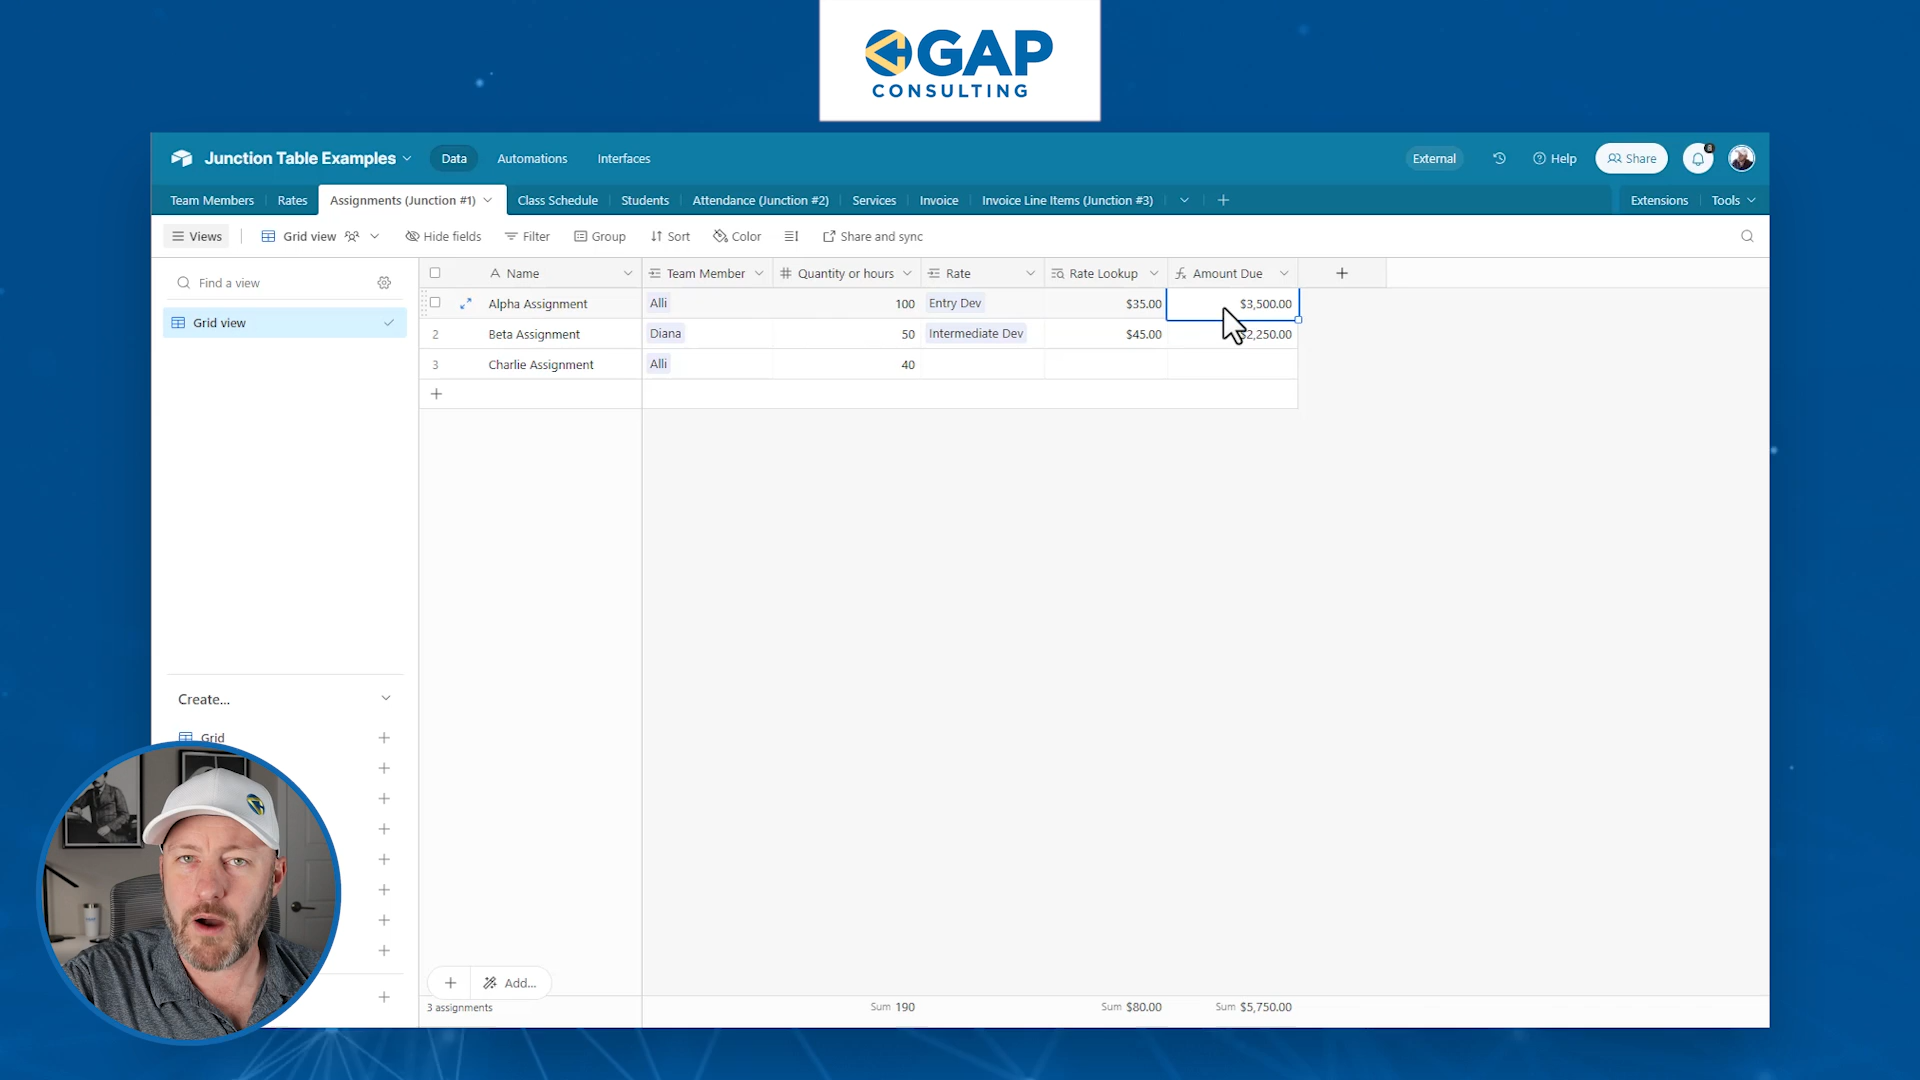 GAP
CONSULTING
Junction Table Examples
Data
Automations
Interfaces
External
Help
Share
8
Team Members
Rates
Assignments (Junction #1)
Class Schedule
Students
Attendance (Junction #2)
Services
Invoice
Invoice Line Items (Junction #3)
Extensions
Tools
Views
Grid view
Hide fields
Filter
Group
Sort
Color
Share and sync
Find a view
Grid view
Name
Team Member
Quantity or hours
Rate
Rate Lookup
Amount Due
Alpha Assignment Alli 100 Entry Dev $35.00 $3,500.00
2 Beta Assignment Diana 50 Intermediate Dev $45.00 $2,250.00
3 Charlie Assignment Alli 40
Create...
Grid
Add...
3 assignments
Sum 190
Sum $80.00
Sum $5,750.00